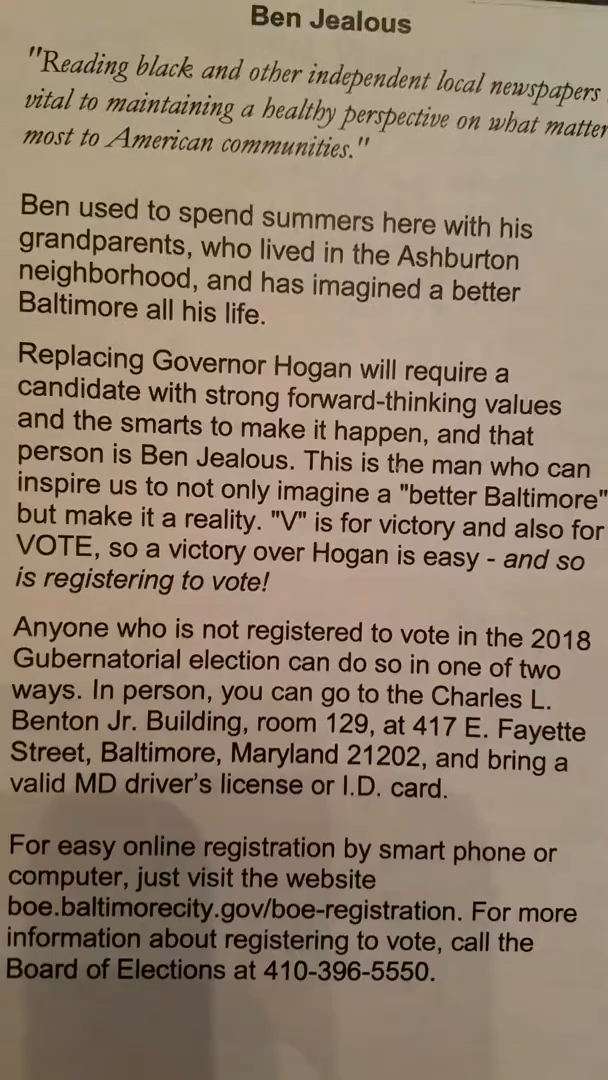 Ben Jealous
"Reading black and other independent local newspapers
vital to maintaining a healthy perspective on what matter
most to American communities."
Ben used to spend summers here with his
grandparents, who lived in the Ashburton
neighborhood, and has imagined a better
Baltimore all his life.
Replacing Governor Hogan will require a
candidate with strong forward-thinking values
and the smarts to make it happen, and that
person is Ben Jealous. This is the man who can
inspire us to not only imagine a "better Baltimore"
but make it a reality. "V" is for victory and also for
VOTE, so a victory over Hogan is easy - and so
is registering to vote!
Anyone who is not registered to vote in the 2018
Gubernatorial election can do so in one of two
ways. In person, you can go to the Charles L.
Benton Jr. Building, room 129, at 417 E. Fayette
Street, Baltimore, Maryland 21202, and bring a
valid MD driver's license or I.D. card.
For easy online registration by smart phone or
computer, just visit the website
boe.baltimorecity.gov/boe-registration. For more
information about registering to vote, call the
Board of Elections at 410-396-5550.